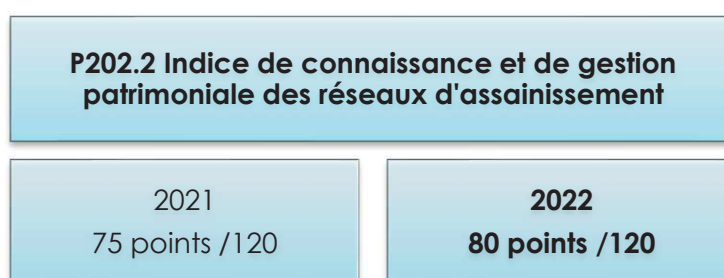 P202.2 Indice de connaissance et de gestion
patrimoniale des réseaux d'assainissement
2021
75 points /120
2022
80 points /120